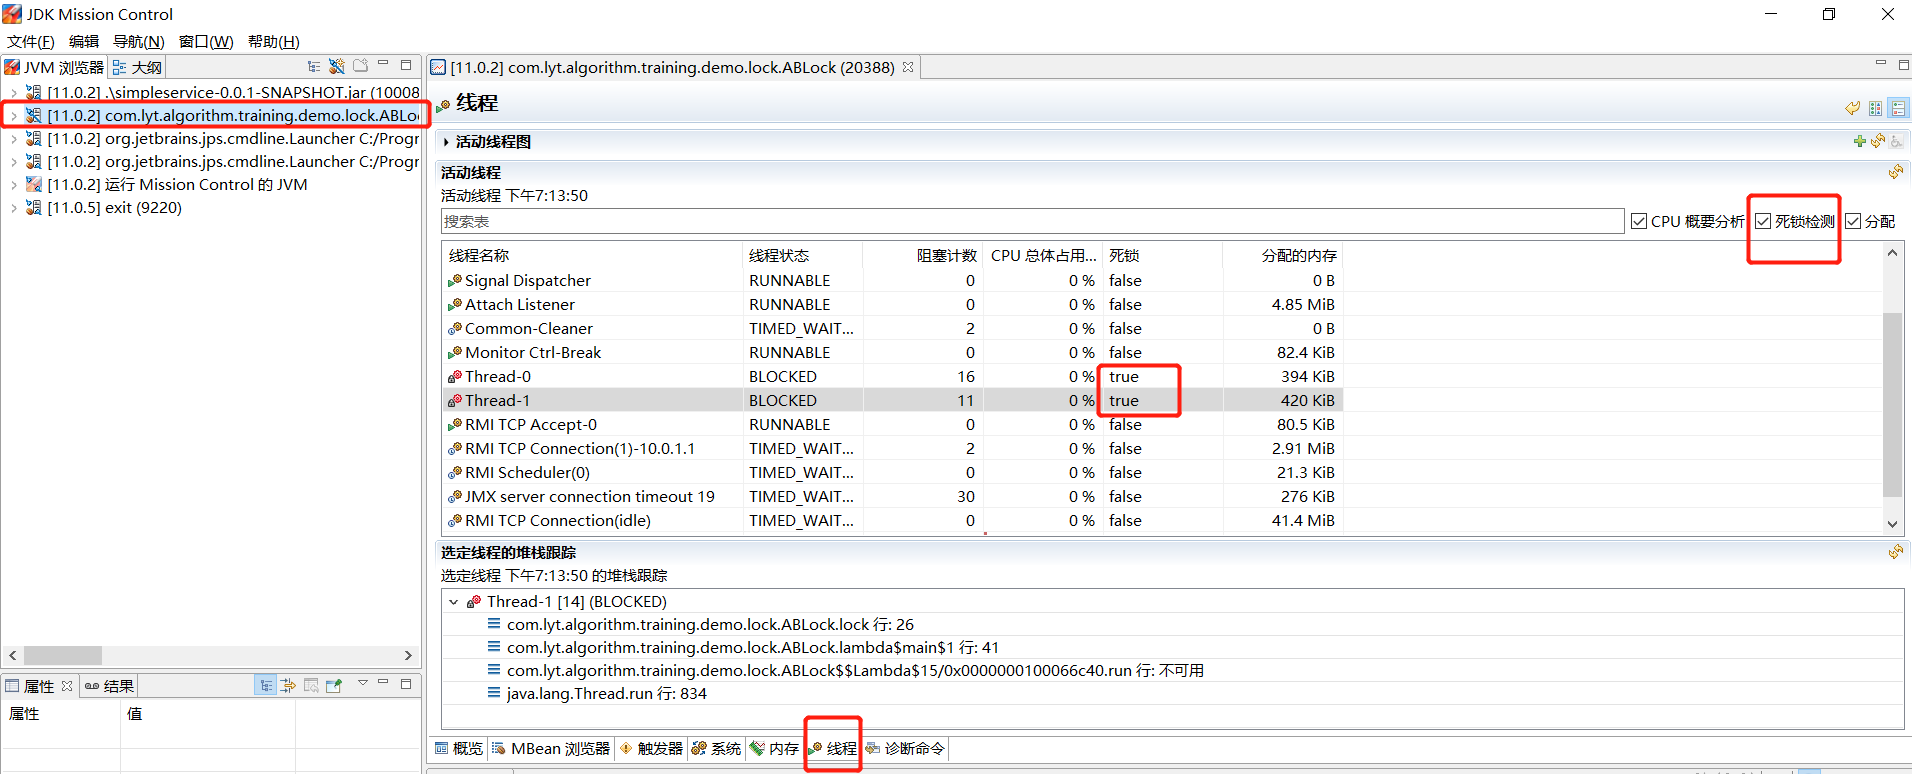 JDK Mission Control
文件(F) 编辑 导航(N) 窗口(W) 帮助(H)
JVM 浏览器 大纲
[11.0.2] .\simpleservice-0.0.1-SNAPSHOT.jar (10008
[11.0.2] com.lyt.algorithm.training.demo.lock.ABLo
[11.0.2] org.jetbrains.jps.cmdline.Launcher C:/Progr
[11.0.2] org.jetbrains.jps.cmdline.Launcher C:/Progr
[11.0.2] 运行 Mission Control 的 JVM
[11.0.5] exit (9220)
属性 结果
属性 值
[11.0.2] com.lyt.algorithm.training.demo.lock.ABLock (20388)
线程
活动线程图
活动线程
活动线程 下午7:13:50
搜索表 CPU 概要分析 死锁检测 分配
线程名称 线程状态 阻塞计数 CPU 总体占用... 死锁 分配的内存
Signal Dispatcher RUNNABLE 0 0 % false 0 B
Attach Listener RUNNABLE 0 0 % false 4.85 MiB
Common-Cleaner TIMED_WAIT... 2 0 % false 0 B
Monitor Ctrl-Break RUNNABLE 0 0 % false 82.4 KiB
Thread-0 BLOCKED 16 0 % true 394 KiB
Thread-1 BLOCKED 11 0 % true 420 KiB
RMI TCP Accept-0 RUNNABLE 0 0 % false 80.5 KiB
RMI TCP Connection(1)-10.0.1.1 TIMED_WAIT... 2 0 % false 2.91 MiB
RMI Scheduler(0) TIMED_WAIT... 0 0 % false 21.3 KiB
JMX server connection timeout 19 TIMED_WAIT... 30 0 % false 276 KiB
RMI TCP Connection(idle) TIMED_WAIT... 0 0 % false 41.4 MiB
选定线程的堆栈跟踪
选定线程 下午7:13:50 的堆栈跟踪
Thread-1 [14] (BLOCKED)
com.lyt.algorithm.training.demo.lock.ABLock.lock 行: 26
com.lyt.algorithm.training.demo.lock.ABLock.lambda$main$1 行: 41
com.lyt.algorithm.training.demo.lock.ABLock$$Lambda$15/0x0000000100066c40.run 行: 不可用
java.lang.Thread.run 行: 834
概览 MBean 浏览器 触发器 系统 内存 线程 诊断命令